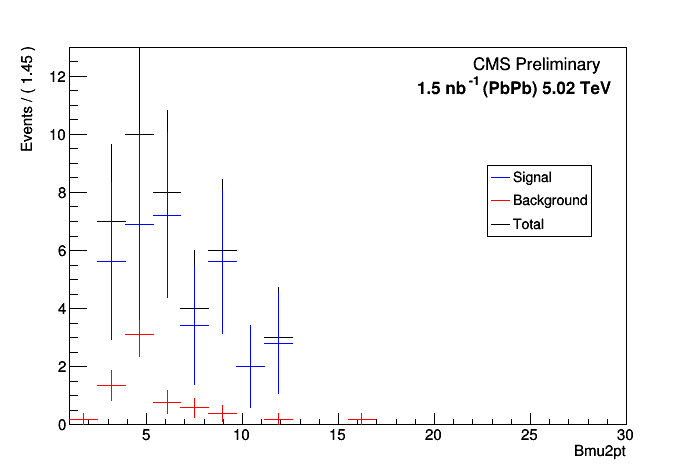 CMS Preliminary
1.5 nb-1 (PbPb) 5.02 TeV
Events / ( 1.45 )
12
10
8
6
4
2
0
Signal
Background
Total
5 10 15 20 25 30
Bmu2pt